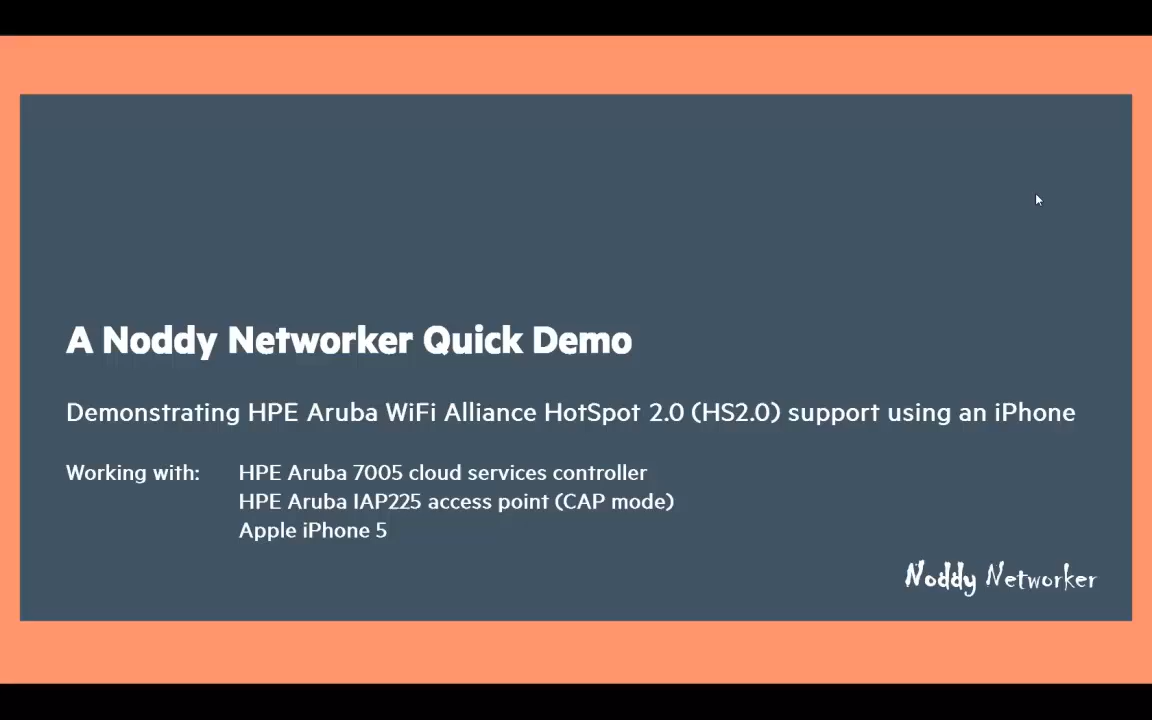 A Noddy Networker Quick Demo
Demonstrating HPE Aruba WiFi Alliance HotSpot 2.0 (HS2.0) support using an iPhone
Working with: HPE Aruba 7005 cloud services controller
HPE Aruba IAP225 access point (CAP mode)
Apple iPhone 5
Noddy Networker